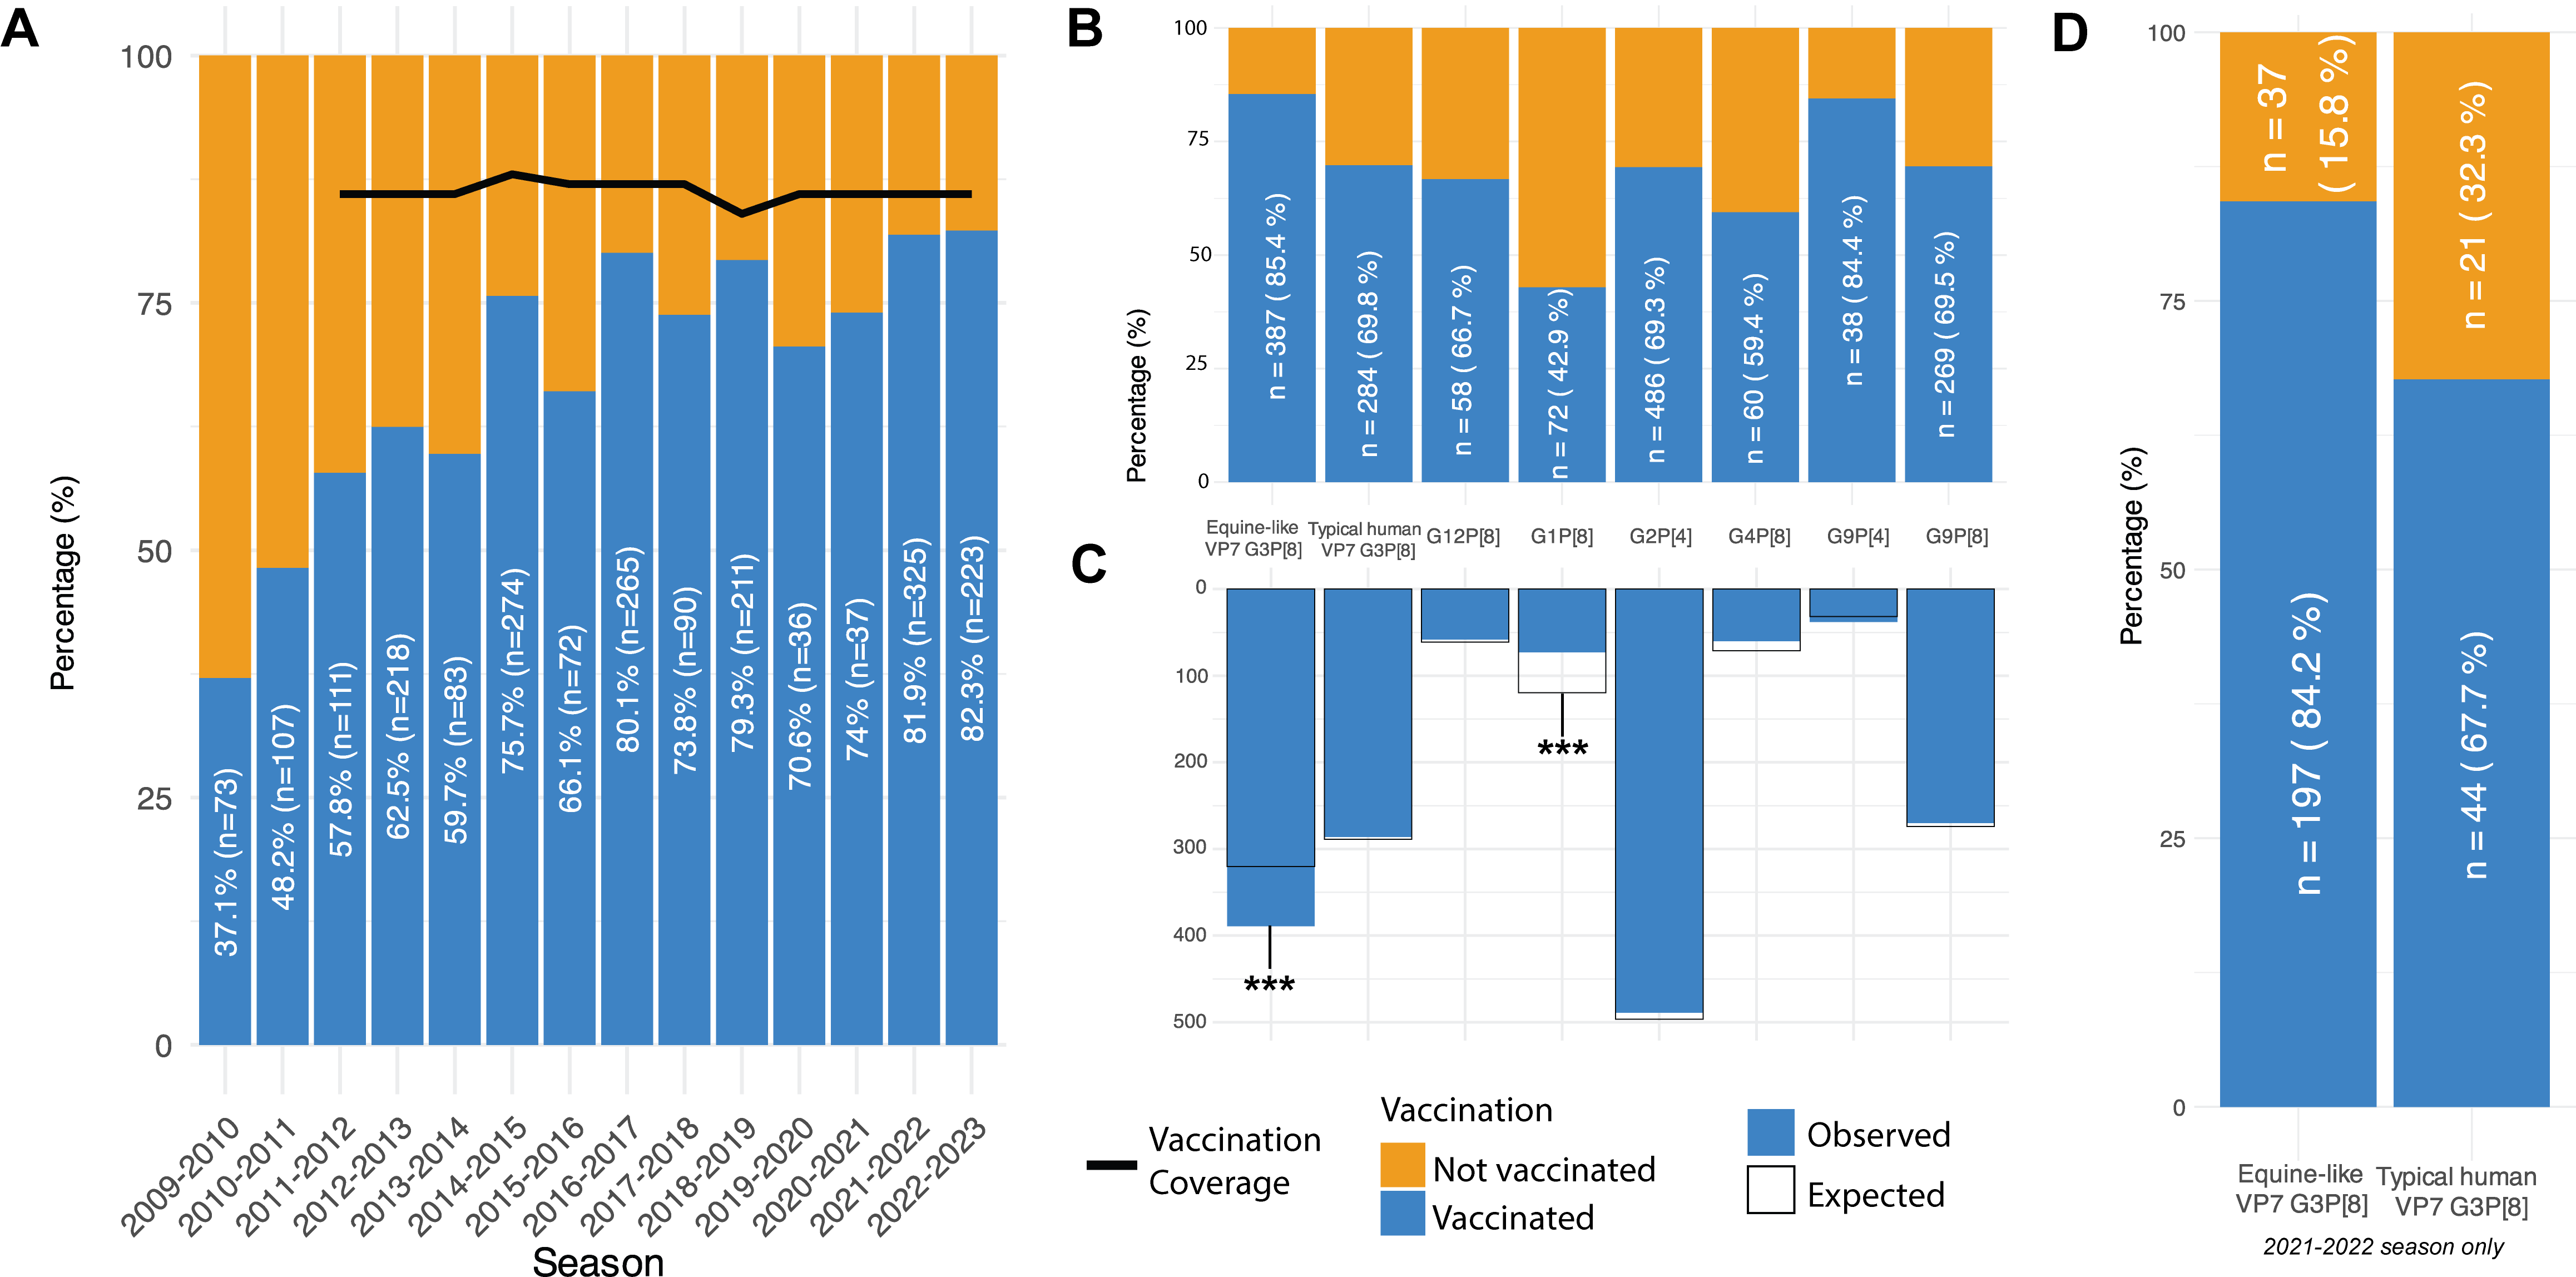 A
100
75
50
25
0
Percentage (%)
37.1% (n=73)
48.2% (n=107)
57.8% (n=111)
62.5% (n=218)
59.7% (n=83)
75.7% (n=274)
66.1% (n=72)
80.1% (n=265)
73.8% (n=90)
79.3% (n=211)
70.6% (n=36)
74% (n=37)
81.9% (n=325)
82.3% (n=223)
2009-2010
2010-2011
2011-2012
2012-2013
2013-2014
2014-2015
2015-2016
2016-2017
2017-2018
2018-2019
2019-2020
2020-2021
2021-2022
2022-2023
Season
B
100
75
50
25
0
Percentage (%)
n = 387 ( 85.4 %)
n = 284 ( 69.8 %)
n = 58 ( 66.7 %)
n = 72 ( 42.9 %)
n = 486 ( 69.3 %)
n = 60 ( 59.4 %)
n = 38 ( 84.4 %)
n = 269 ( 69.5 %)
Equine-like
VP7 G3P[8]
Typical human
VP7 G3P[8]
G12P[8]
G1P[8]
G2P[4]
G4P[8]
G9P[4]
G9P[8]
C
0
100
200
300
400
500
***
***
Vaccination
Coverage
Vaccination
Not vaccinated
Vaccinated
Observed
Expected
D
100
75
50
25
0
Percentage (%)
n = 37
( 15.8 %)
n = 21 ( 32.3 %)
n = 197 ( 84.2 %)
n = 44 ( 67.7 %)
Equine-like
VP7 G3P[8]
Typical human
VP7 G3P[8]
2021-2022 season only